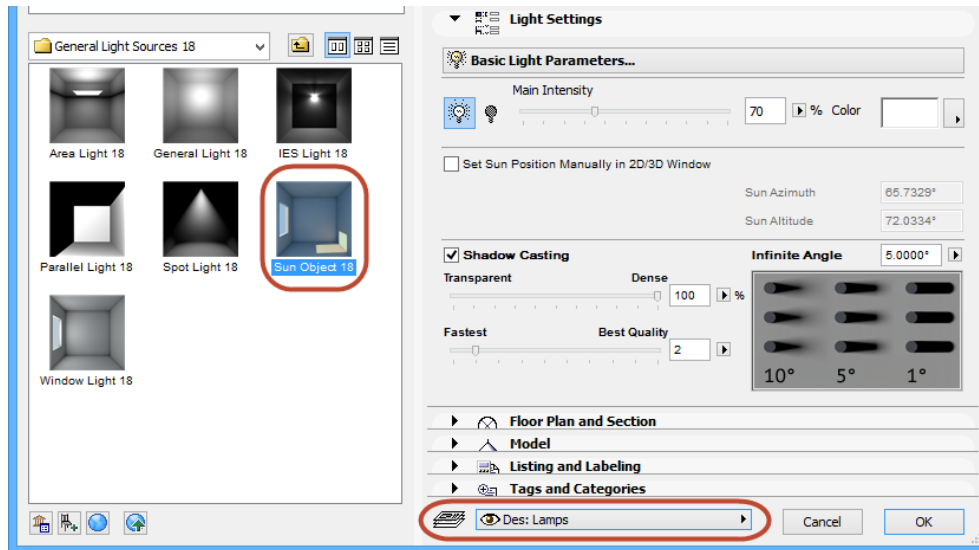 General Light Sources 18
Area Light 18
General Light 18
IES Light 18
Parallel Light 18
Spot Light 18
Sun Object 18
Window Light 18
Light Settings
Basic Light Parameters...
Main Intensity
70 % Color
Set Sun Position Manually in 2D/3D Window
Sun Azimuth 65.7329°
Sun Altitude 72.0334°
Shadow Casting
Infinite Angle 5.0000°
Transparent Dense
100 %
Fastest Best Quality
2
10° 5° 1°
Floor Plan and Section
Model
Listing and Labeling
Tags and Categories
Des: Lamps
Cancel OK